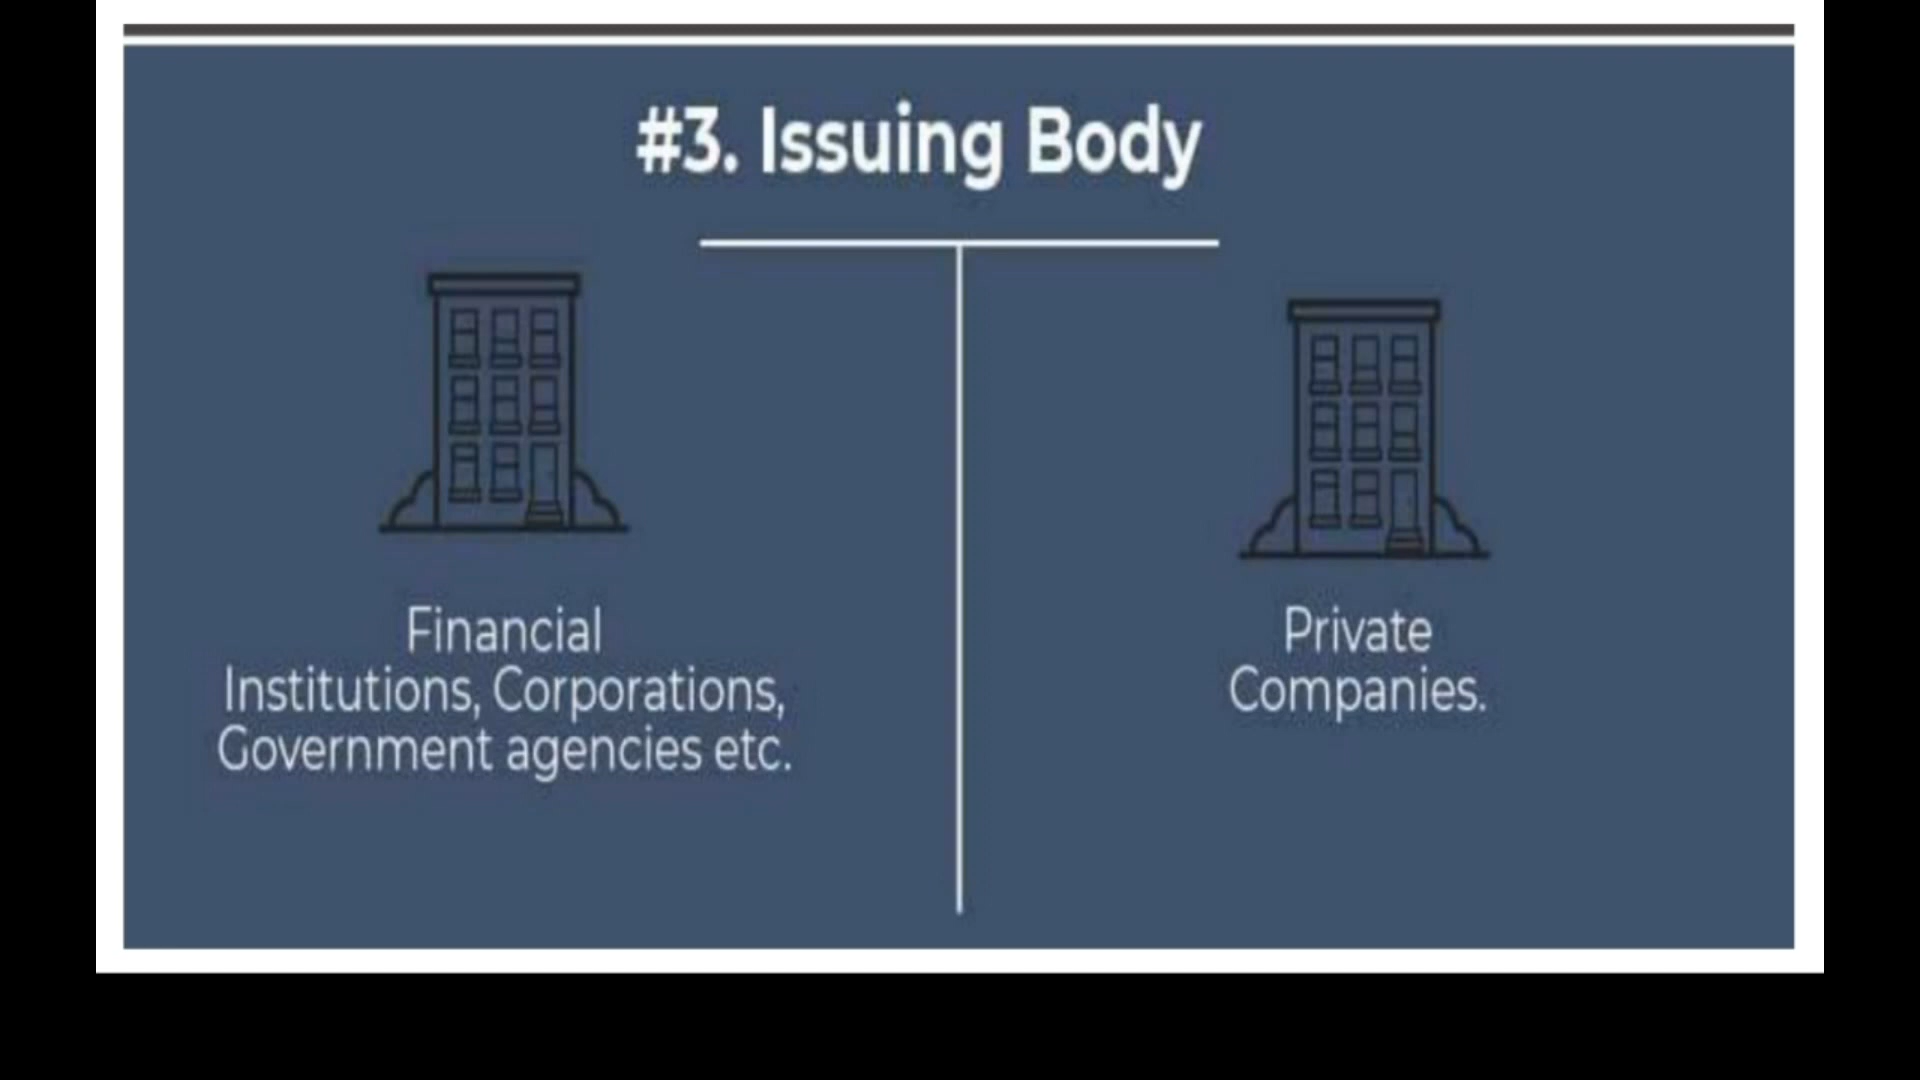 #3. Issuing Body
Financial
Institutions, Corporations,
Government agencies etc.
Private
Companies.